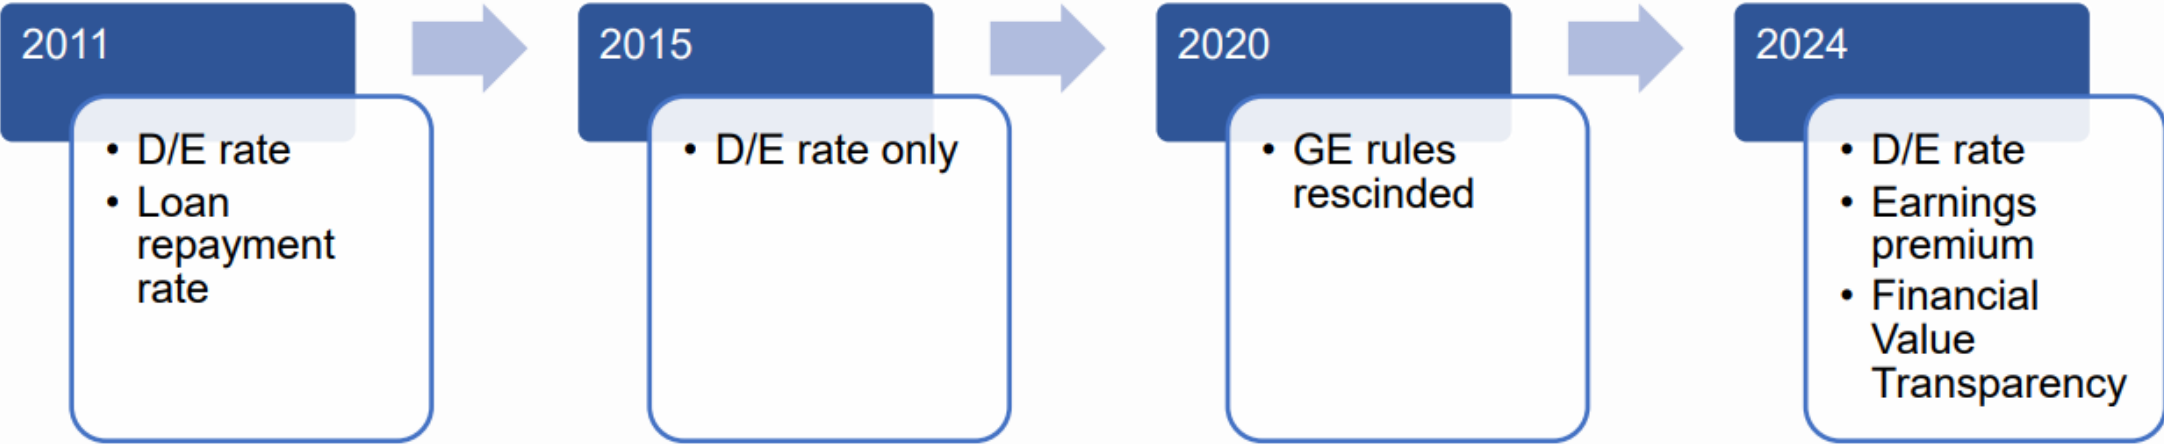 2011
• D/E rate
• Loan
repayment
rate
2015
• D/E rate only
2020
• GE rules
rescinded
2024
• D/E rate
• Earnings
premium
• Financial
Value
Transparency